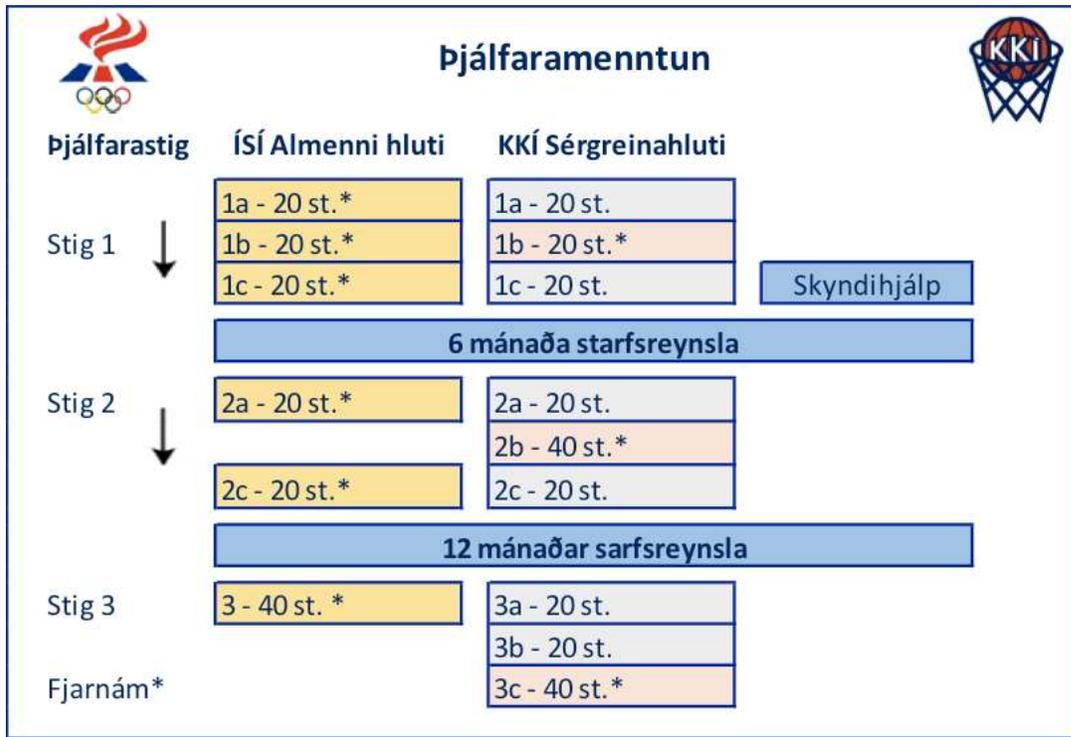 KKÍ
Þjálfaramenntun
Þjálfarastig ÍSÍ Almenni hluti KKÍ Sérgreinahluti
1a - 20 st.* 1a - 20 st.
Stig 1 1b - 20 st.* 1b - 20 st.*
1c - 20 st.* 1c - 20 st. Skyndihjálp
6 mánaða starfsreynsla
Stig 2 2a - 20 st.* 2a - 20 st.
2b - 40 st.*
2c - 20 st.* 2c - 20 st.
12 mánaðar sarfsreynsla
Stig 3 3 - 40 st. * 3a - 20 st.
3b - 20 st.
Fjarnám* 3c - 40 st.*